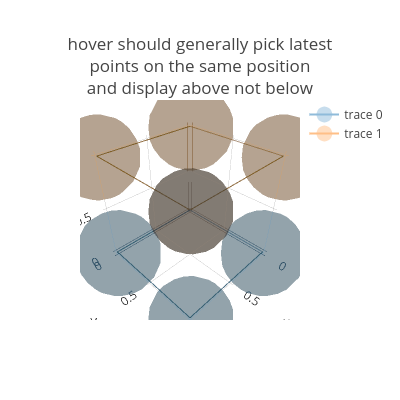 hover should generally pick latest
points on the same position
and display above not below
trace 0
trace 1
0.5
0
0
0.5
0.5